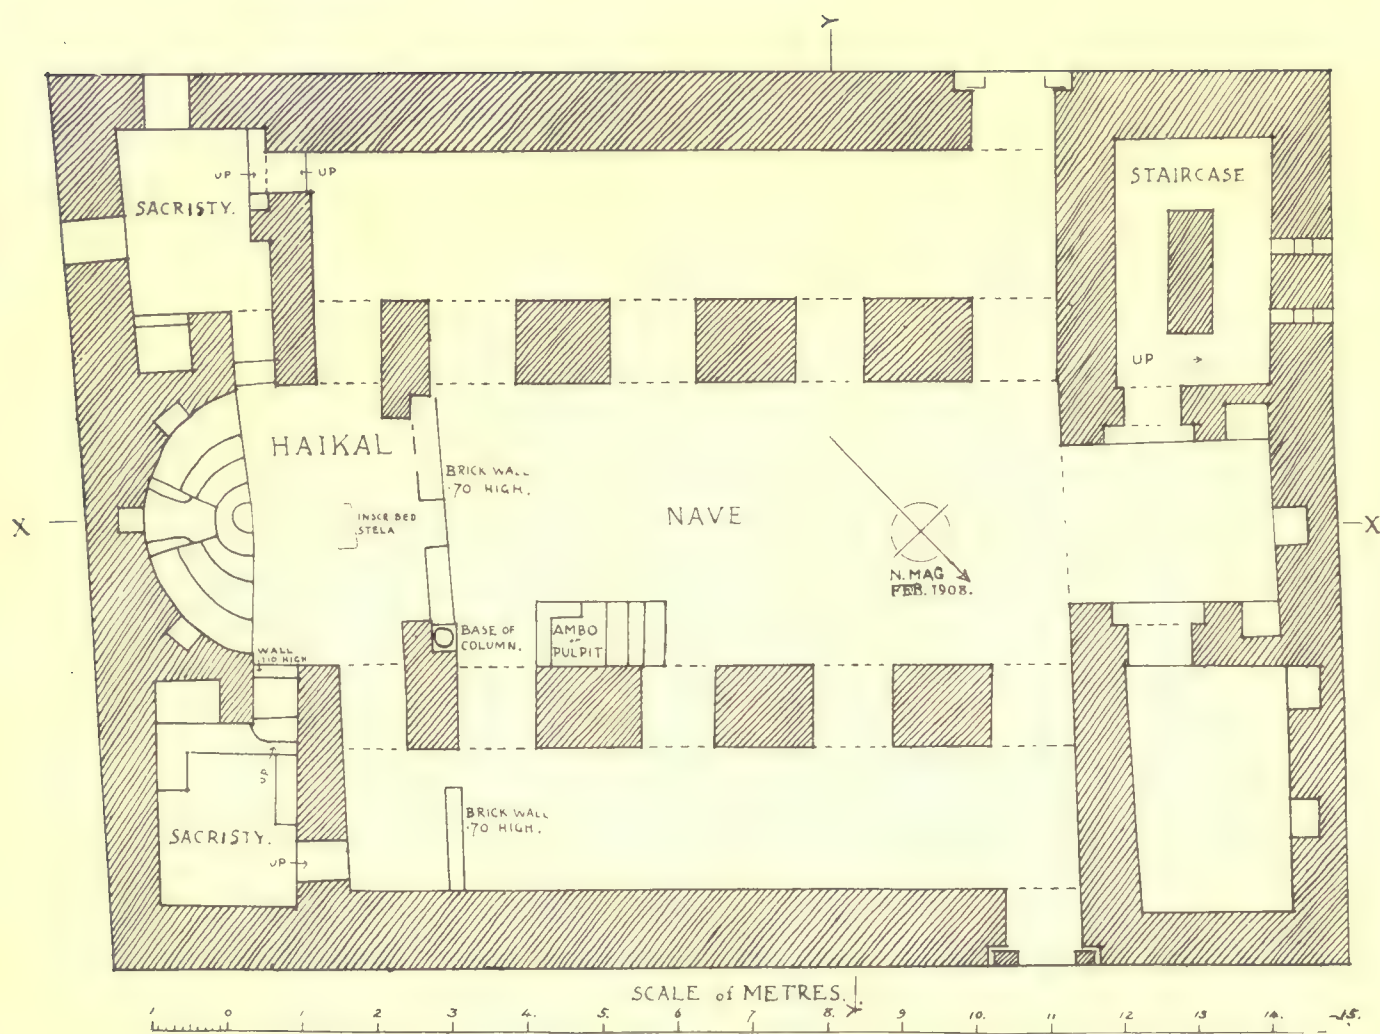 Y
UP
UP
STAIRCASE
SACRISTY.
UP
HAIKAL
BRICK WALL
·70 HIGH.
X
INSCRIBED
STELA
NAVE
X
N. MAG
FEB. 1908.
BASE OF
COLUMN.
AMBO
or
PULPIT
WALL
1·10 HIGH
UP
BRICK WALL
·70 HIGH.
SACRISTY.
UP
SCALE of METRES.
Y
1 0 1 2 3 4. 5. 6 7 8. 9 10. 11 12 13. 14. 15.